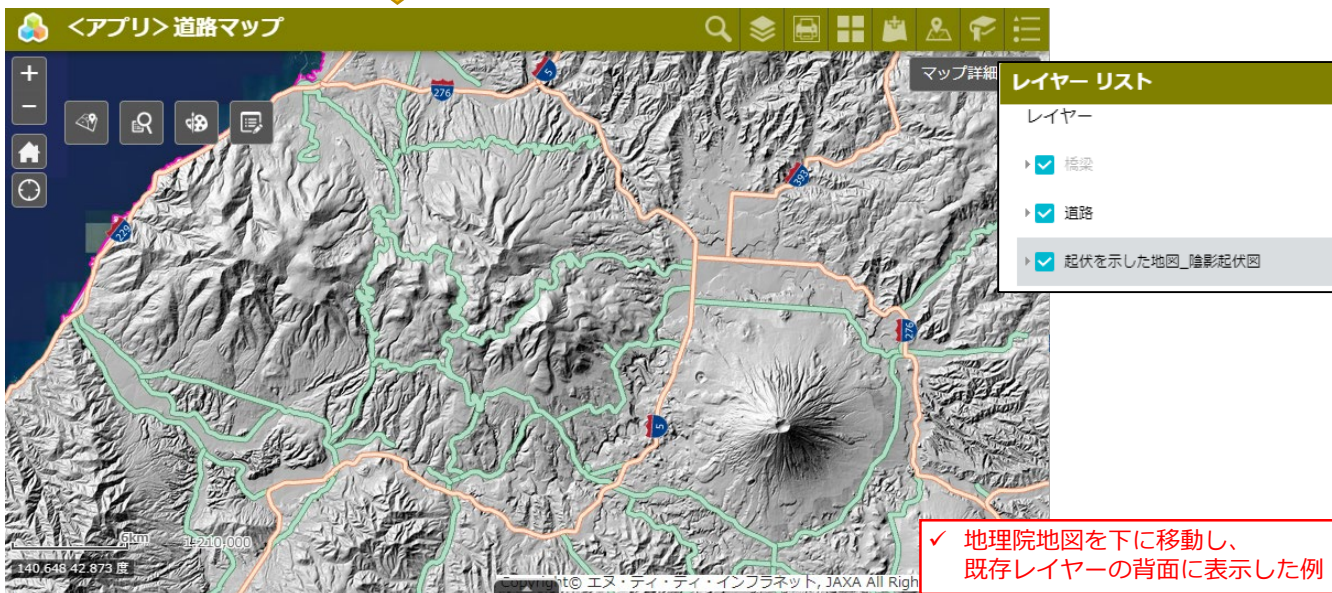 <アプリ> 道路マップ
マップ詳細
レイヤー リスト
レイヤー
橋梁
道路
起伏を示した地図_陰影起伏図
276
5
393
229
276
5
6km
1:210,000
140.648 42.873 度
Copyright© エヌ・ティ・ティ・インフラネット, JAXA All Righ
✓ 地理院地図を下に移動し、
既存レイヤーの背面に表示した例